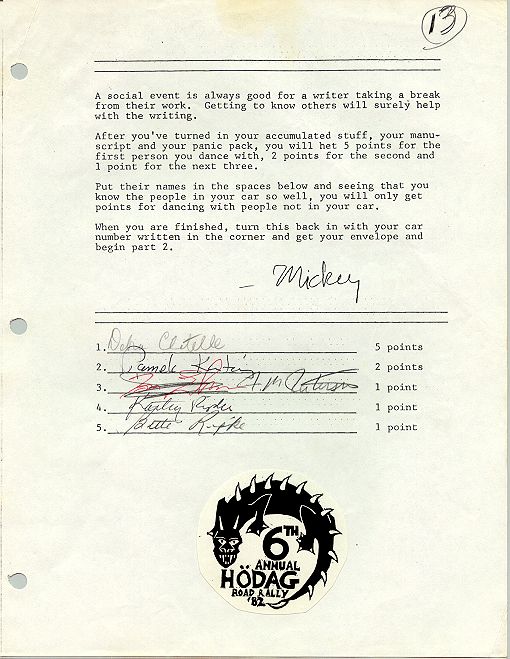 13
A social event is always good for a writer taking a break
from their work. Getting to know others will surely help
with the writing.
After you've turned in your accumulated stuff, your manu-
script and your panic pack, you will het 5 points for the
first person you dance with, 2 points for the second and
1 point for the next three.
Put their names in the spaces below and seeing that you
know the people in your car so well, you will only get
points for dancing with people not in your car.
When you are finished, turn this back in with your car
number written in the corner and get your envelope and
begin part 2.
- Mickey
1. 5 points
2. 2 points
3. 1 point
4. 1 point
5. Bette 1 point
6TH
ANNUAL
HÖDAG
ROAD RALLY
'82